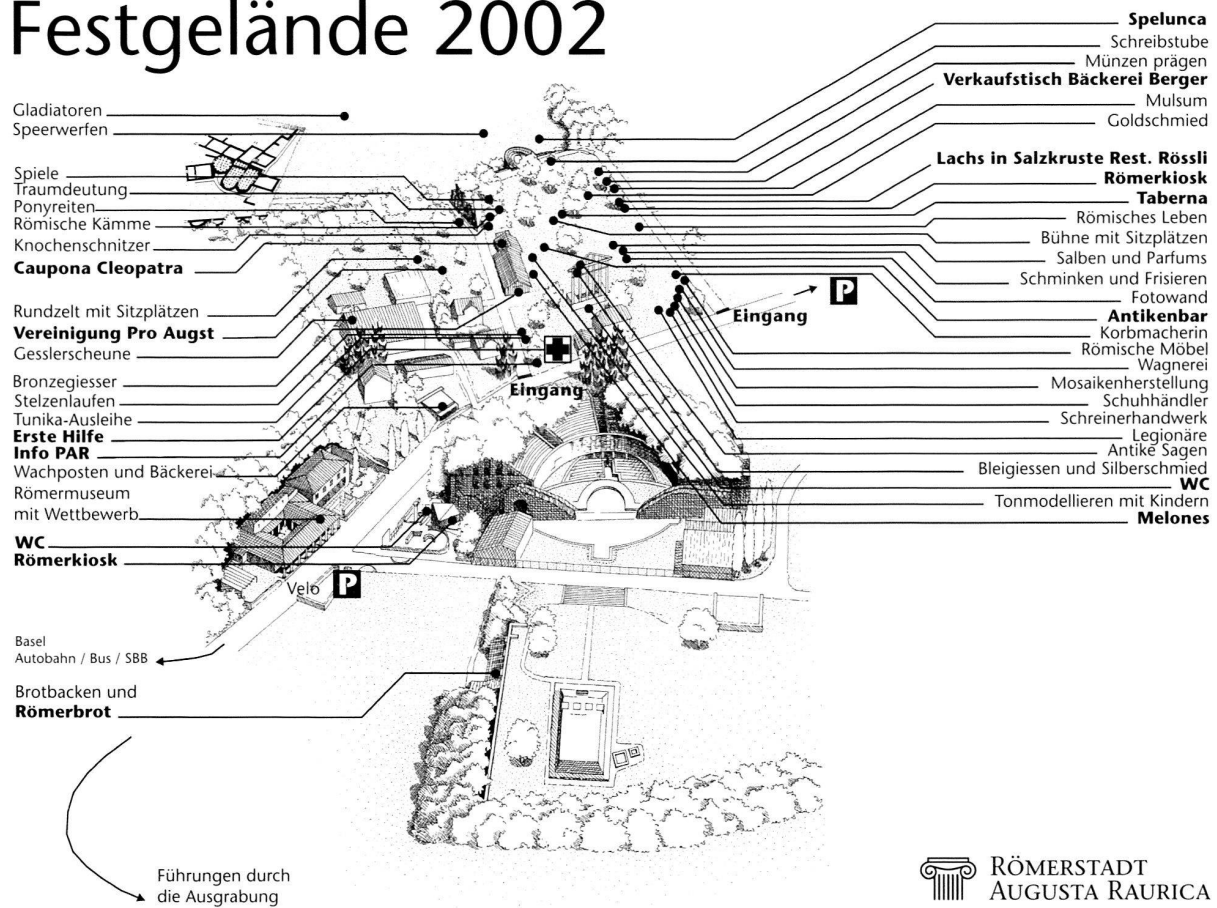 Festgelände 2002
Gladiatoren
Speerwerfen
Spiele
Traumdeutung
Ponyreiten
Römische Kämme
Knochenschnitzer
Caupona Cleopatra
Rundzelt mit Sitzplätzen
Vereinigung Pro Augst
Gesslerscheune
Bronzegiesser
Stelzenlaufen
Tunika-Ausleihe
Erste Hilfe
Info PAR
Wachposten und Bäckerei
Römermuseum
mit Wettbewerb
WC
Römerkiosk
Velo P
Basel
Autobahn / Bus / SBB
Brotbacken und
Römerbrot
Führungen durch
die Ausgrabung
Eingang
Eingang
P
Spelunca
Schreibstube
Münzen prägen
Verkaufstisch Bäckerei Berger
Mulsum
Goldschmied
Lachs in Salzkruste Rest. Rössli
Römerkiosk
Taberna
Römisches Leben
Bühne mit Sitzplätzen
Salben und Parfums
Schminken und Frisieren
Fotowand
Antikenbar
Korbmacherin
Römische Möbel
Wagnerei
Mosaikenherstellung
Schuhhändler
Schreinerhandwerk
Legionäre
Antike Sagen
Bleigiessen und Silberschmied
WC
Tonmodellieren mit Kindern
Melones
RÖMERSTADT
AUGUSTA RAURICA